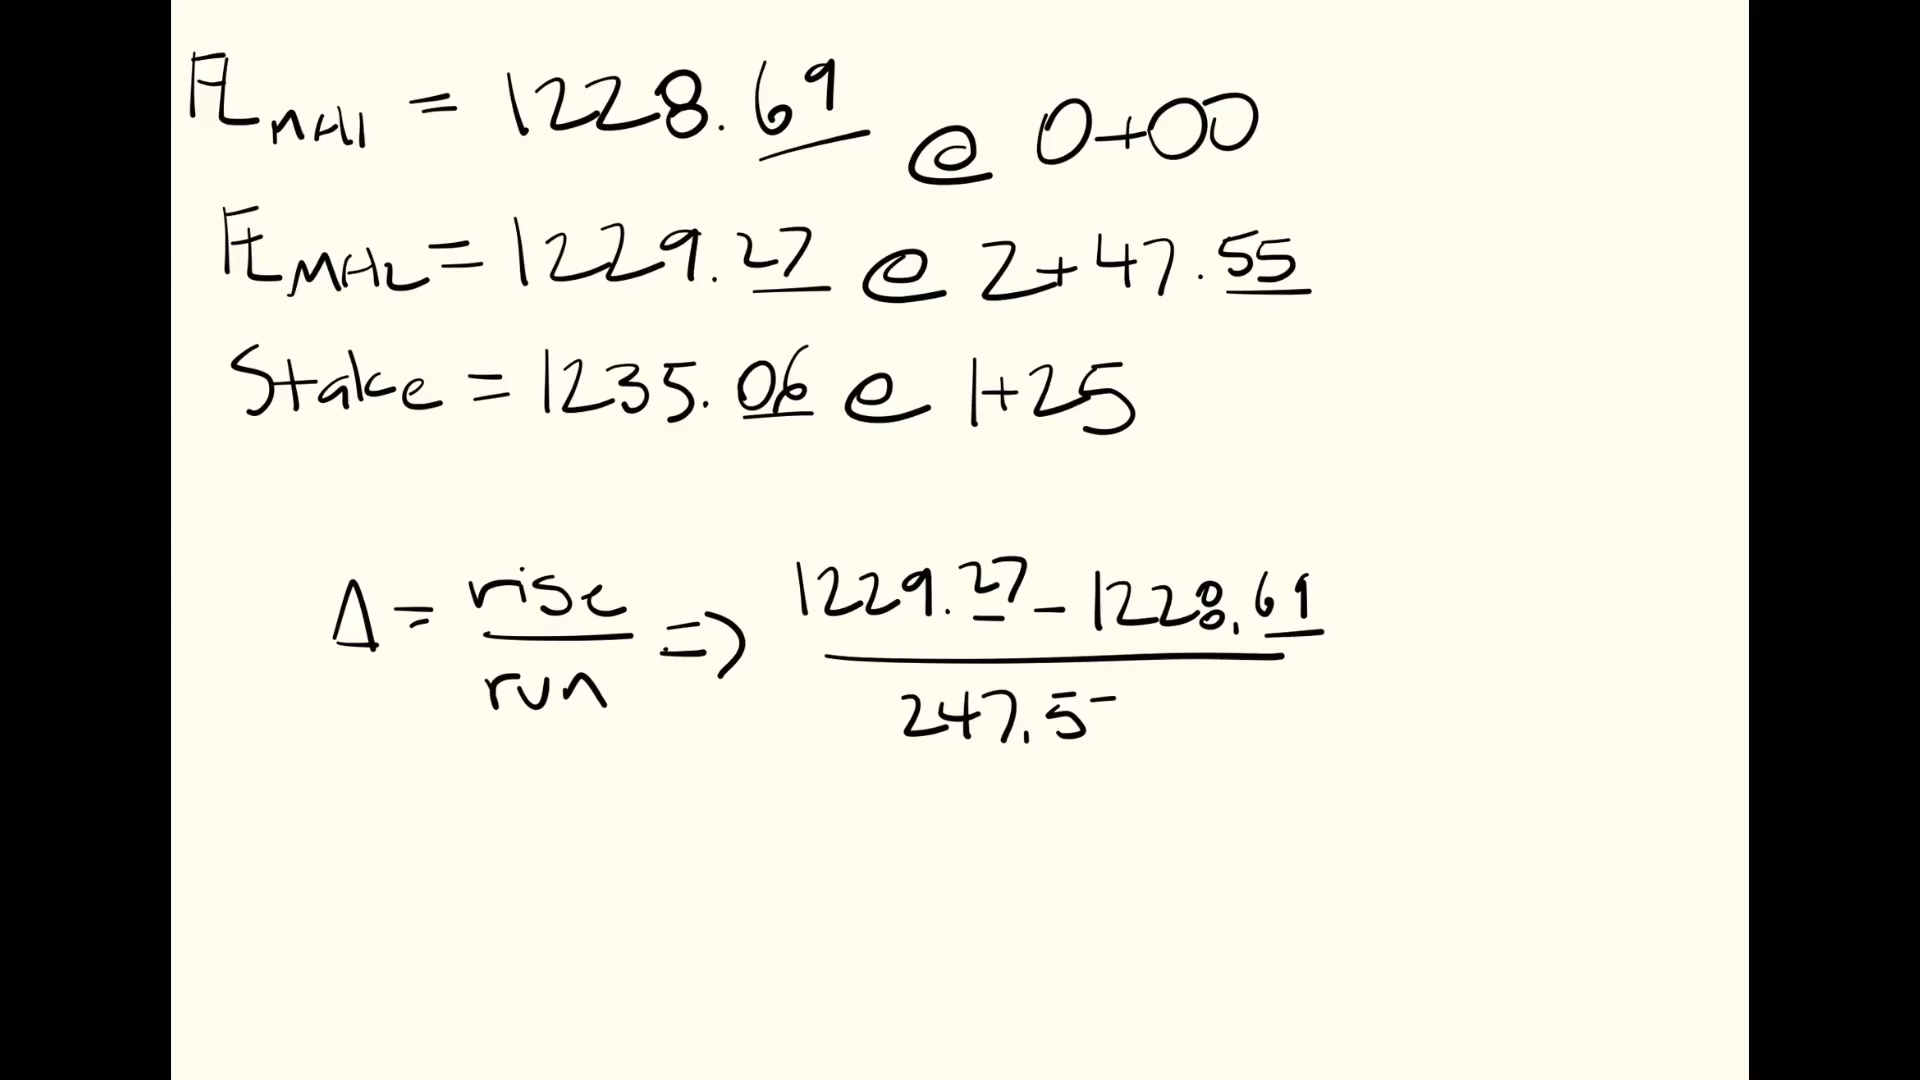 FL MH1 = 1228.69 @ 0+00
FL MH2 = 1229.27 @ 2+47.55
Stake = 1235.06 @ 1+25
Δ = rise / run => 1229.27 - 1228.69 / 247.55